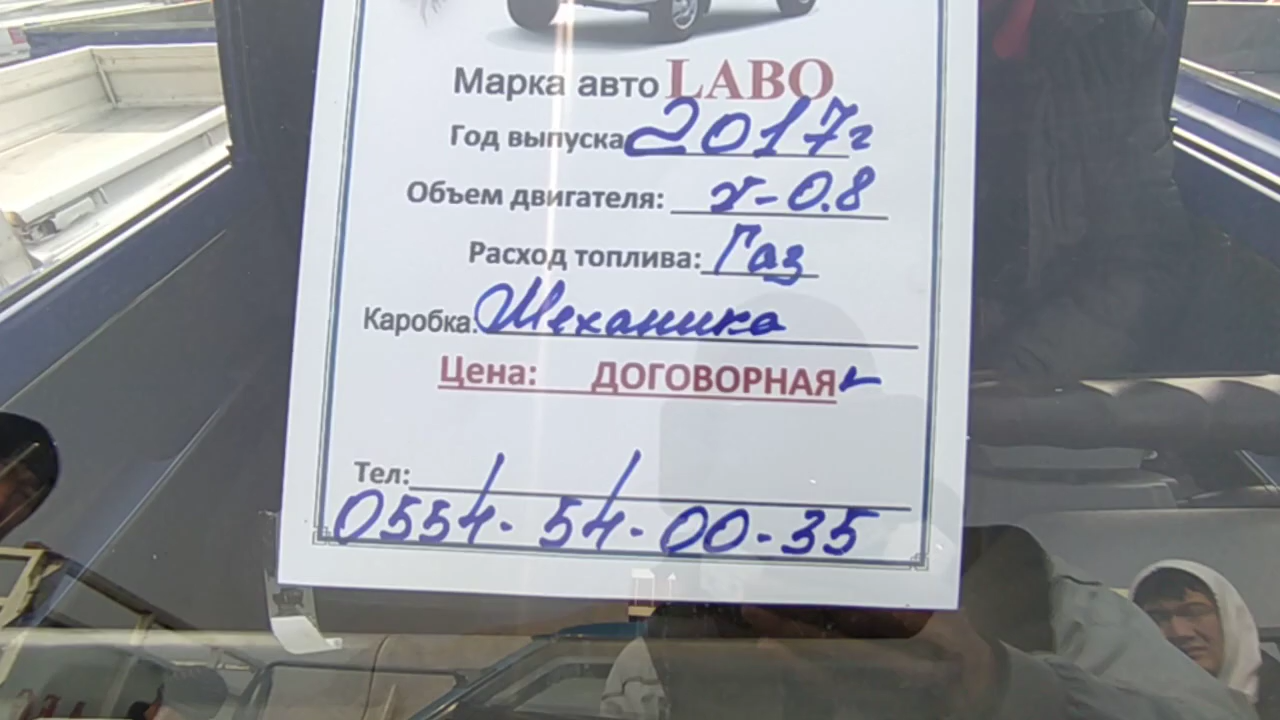 Марка авто LABO
Год выпуска 2017г
Объем двигателя: x-0.8
Расход топлива: Газ
Каробка: Механика
Цена: ДОГОВОРНАЯ
Тел:
0554-54-00-35